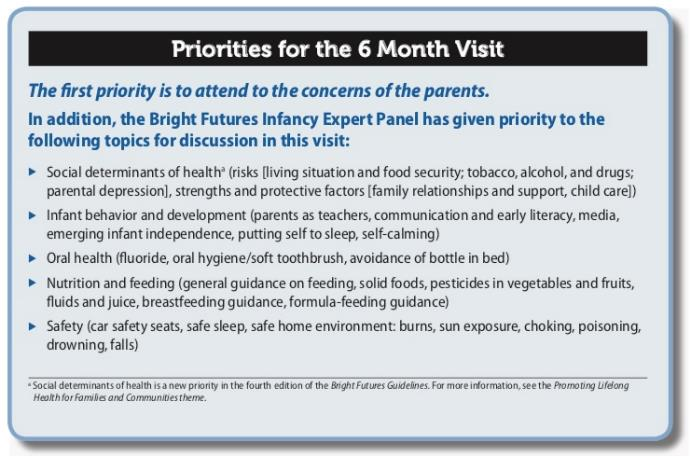 Priorities for the 6 Month Visit
The first priority is to attend to the concerns of the parents.
In addition, the Bright Futures Infancy Expert Panel has given priority to the
following topics for discussion in this visit:
▶ Social determinants of healthᵃ (risks [living situation and food security; tobacco, alcohol, and drugs;
parental depression], strengths and protective factors [family relationships and support, child care])
▶ Infant behavior and development (parents as teachers, communication and early literacy, media,
emerging infant independence, putting self to sleep, self-calming)
▶ Oral health (fluoride, oral hygiene/soft toothbrush, avoidance of bottle in bed)
▶ Nutrition and feeding (general guidance on feeding, solid foods, pesticides in vegetables and fruits,
fluids and juice, breastfeeding guidance, formula-feeding guidance)
▶ Safety (car safety seats, safe sleep, safe home environment: burns, sun exposure, choking, poisoning,
drowning, falls)
ᵃ Social determinants of health is a new priority in the fourth edition of the Bright Futures Guidelines. For more information, see the Promoting Lifelong
Health for Families and Communities theme.